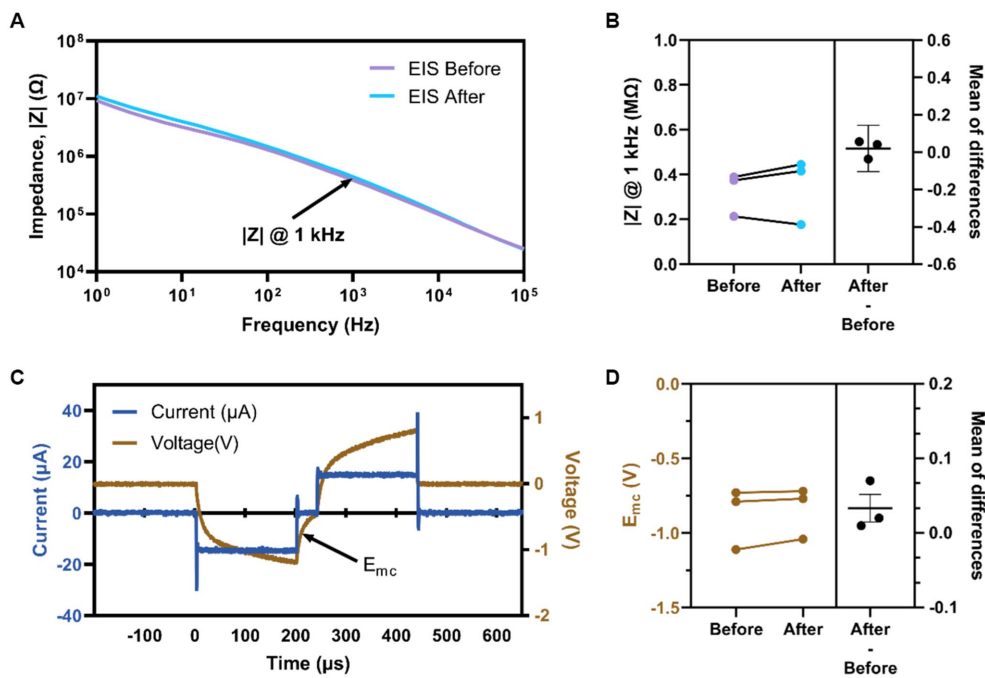 A
10⁸
10⁷
10⁶
10⁵
10⁴
Impedance, |Z| (Ω)
EIS Before
EIS After
|Z| @ 1 kHz
10⁰
10¹
10²
10³
10⁴
10⁵
Frequency (Hz)
B
1.0
0.8
0.6
0.4
0.2
0.0
|Z| @ 1 kHz (MΩ)
0.6
0.4
0.2
0.0
-0.2
-0.4
-0.6
Mean of differences
Before
After
After
-
Before
C
40
20
0
-20
-40
Current (µA)
Current (µA)
Voltage(V)
1
0
-1
-2
Voltage (V)
Eₘ꜀
-100
0
100
200
300
400
500
600
Time (µs)
D
0.0
-0.5
-1.0
-1.5
Eₘ꜀ (V)
0.2
0.1
0.0
-0.1
Mean of differences
Before
After
After
-
Before